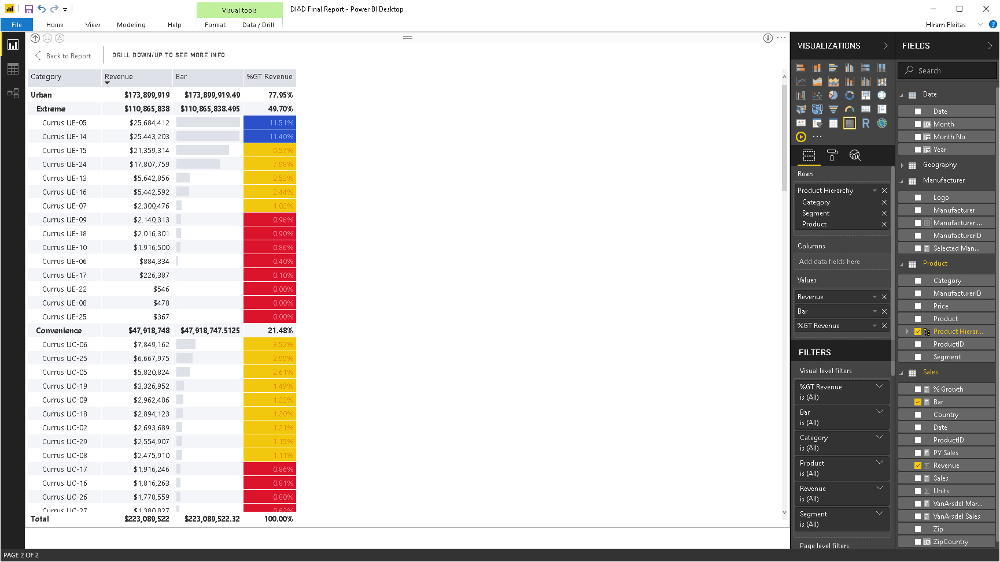 Visual tools
DIAD Final Report - Power BI Desktop
File Home View Modeling Help Format Data / Drill
Hiram Fleitas
Back to Report
DRILL DOWN/UP TO SEE MORE INFO
Category Revenue Bar %GT Revenue
Urban $173,899,919 $173,899,919.49 77.95%
Extreme $110,865,838 $110,865,838.495 49.70%
Currus UE-05 $25,684,412 11.51%
Currus UE-14 $25,443,203 11.40%
Currus UE-15 $21,359,314 9.57%
Currus UE-24 $17,807,759 7.98%
Currus UE-13 $5,642,856 2.53%
Currus UE-16 $5,442,592 2.44%
Currus UE-07 $2,300,476 1.03%
Currus UE-09 $2,140,313 0.96%
Currus UE-18 $2,016,301 0.90%
Currus UE-10 $1,916,500 0.86%
Currus UE-06 $884,334 0.40%
Currus UE-17 $226,387 0.10%
Currus UE-22 $546 0.00%
Currus UE-08 $478 0.00%
Currus UE-25 $367 0.00%
Convenience $47,918,748 $47,918,747.5125 21.48%
Currus UC-06 $7,849,162 3.52%
Currus UC-25 $6,667,975 2.99%
Currus UC-05 $5,820,824 2.61%
Currus UC-19 $3,326,952 1.49%
Currus UC-09 $2,962,486 1.33%
Currus UC-18 $2,894,123 1.30%
Currus UC-02 $2,693,689 1.21%
Currus UC-29 $2,554,907 1.15%
Currus UC-08 $2,475,910 1.11%
Currus UC-17 $1,916,246 0.86%
Currus UC-16 $1,816,263 0.81%
Currus UC-26 $1,778,559 0.80%
Currus UC-27 $1,380,827 0.62%
Total $223,089,522 $223,089,522.32 100.00%
VISUALIZATIONS
R
Rows
Product Hierarchy
Category
Segment
Product
Columns
Add data fields here
Values
Revenue
Bar
%GT Revenue
FILTERS
Visual level filters
%GT Revenue
is (All)
Bar
is (All)
Category
is (All)
Product
is (All)
Revenue
is (All)
Segment
is (All)
Page level filters
FIELDS
Search
Date
Date
Month
Month No
Year
Geography
Manufacturer
Logo
Manufacturer
Manufacturer ...
ManufacturerID
Selected Man...
Product
Category
ManufacturerID
Price
Product
Product Hierar...
ProductID
Segment
Sales
% Growth
Bar
Country
Date
ProductID
PY Sales
Revenue
Sales
Units
VanArsdel Mar...
VanArsdel Sales
Zip
ZipCountry
PAGE 2 OF 2